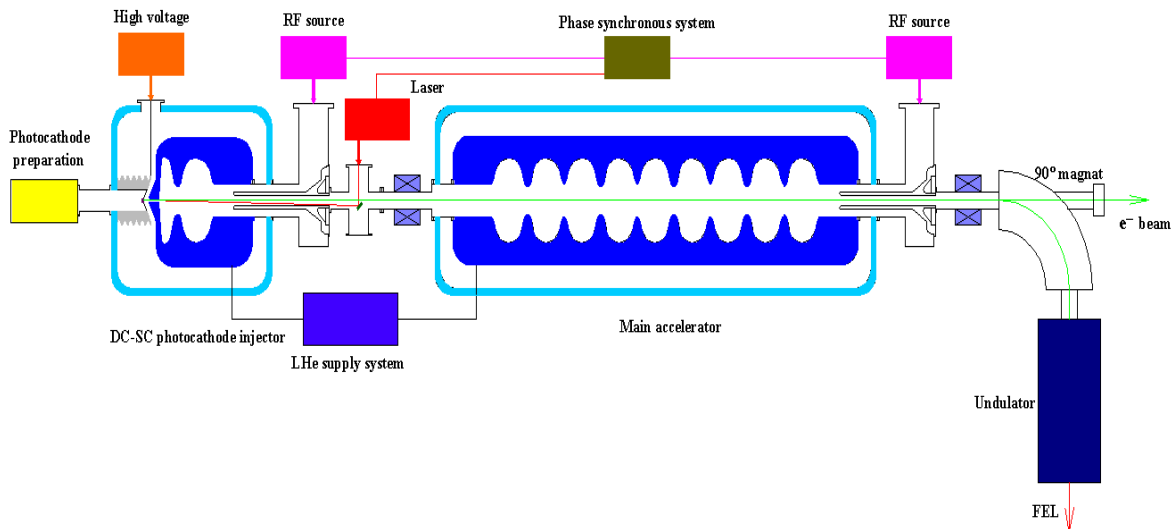 High voltage
RF source
Phase synchronous system
RF source
Laser
Photocathode
preparation
90° magnat
e⁻ beam
DC-SC photocathode injector
LHe supply system
Main accelerator
Undulator
FEL